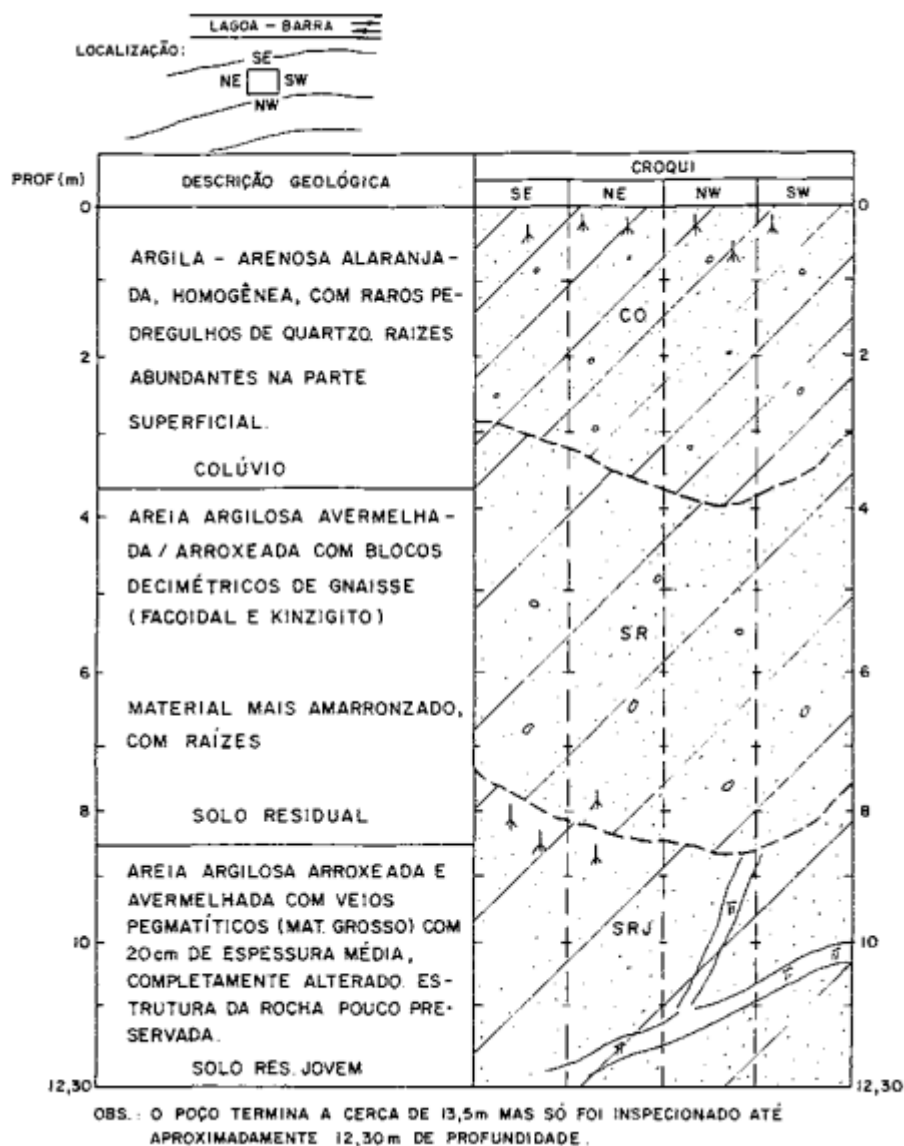 LAGOA - BARRA
LOCALIZAÇÃO:
SE
NE SW
NW
PROF (m) DESCRIÇÃO GEOLÓGICA CROQUI
SE NE NW SW
0 0
ARGILA - ARENOSA ALARANJA-
DA, HOMOGÊNEA, COM RAROS PE-
DREGULHOS DE QUARTZO. RAIZES
CO
2 2
ABUNDANTES NA PARTE
SUPERFICIAL.
COLÚVIO
4 4
AREIA ARGILOSA AVERMELHA-
DA / ARROXEADA COM BLOCOS
DECIMÉTRICOS DE GNAISSE
(FACOIDAL E KINZIGITO)
SR
6 6
MATERIAL MAIS AMARRONZADO,
COM RAÍZES
SOLO RESIDUAL
8 8
AREIA ARGILOSA ARROXEADA E
AVERMELHADA COM VEIOS
PEGMATÍTICOS (MAT. GROSSO) COM
SRJ
10 10
20cm DE ESPESSURA MÉDIA,
COMPLETAMENTE ALTERADO. ES-
TRUTURA DA ROCHA POUCO PRE-
SERVADA.
SOLO RES. JOVEM
12,30 12,30
OBS.: O POÇO TERMINA A CERCA DE 13,5m MAS SÓ FOI INSPECIONADO ATÉ
APROXIMADAMENTE 12,30m DE PROFUNDIDADE.